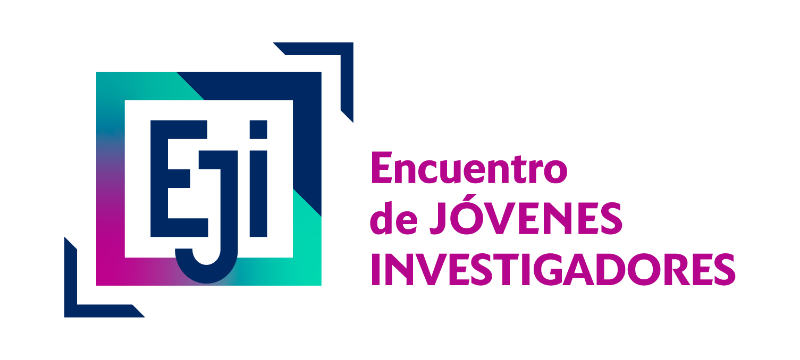 Eji
Encuentro
de JÓVENES
INVESTIGADORES